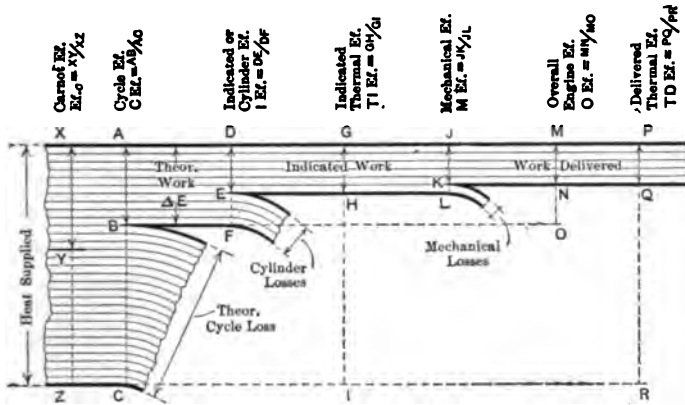 Carnot Ef.
Ef.c = XY/XZ
Cycle Ef.
C Ef. = AB/AC
Indicated or
Cylinder Ef.
I Ef. = DE/DF
Indicated
Thermal Ef.
T I Ef. = GH/GI
Mechanical Ef.
M Ef. = JK/JL
Overall
Engine Ef.
O Ef. = MN/MO
Delivered
Thermal Ef.
TD Ef. = PQ/PR
X A D G J M P
Theor.
Work
ΔE
Indicated Work
Work Delivered
E
H
K
L
N
Q
B
F
O
Y
Heat Supplied
Cylinder
Losses
Mechanical
Losses
Theor.
Cycle Loss
Z C I R